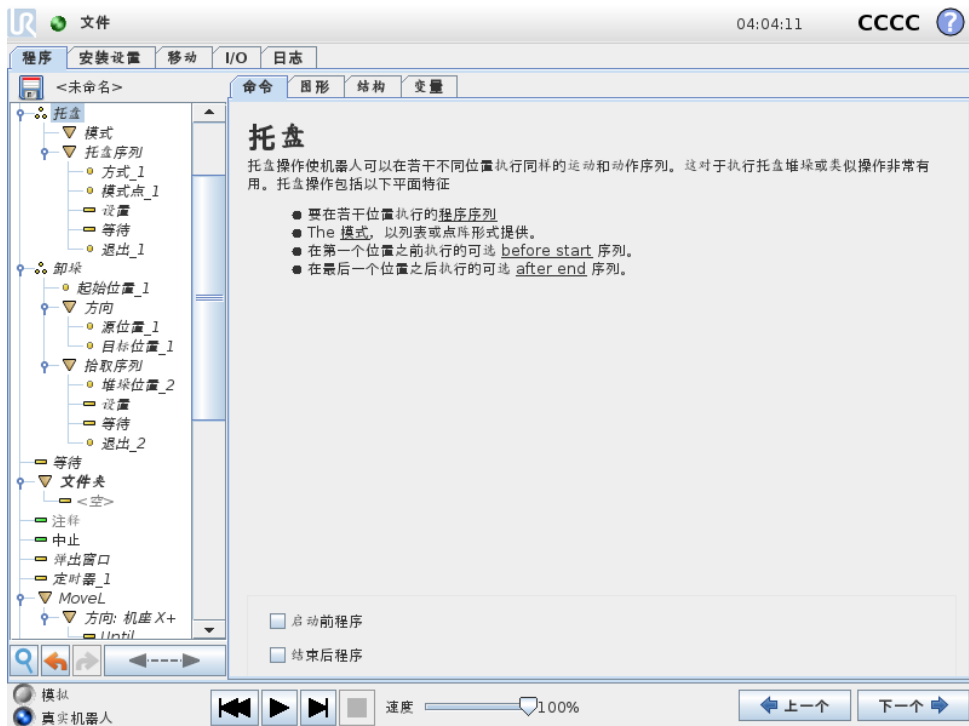 UR 文件 04:04:11 CCCC ?
程序 安装设置 移动 I/O 日志
<未命名>
命令 图形 结构 变量
托盘
模式
托盘序列
方式_1
模式点_1
设置
等待
退出_1
卸垛
起始位置_1
方向
源位置_1
目标位置_1
拾取序列
堆垛位置_2
设置
等待
退出_2
等待
文件夹
<空>
注释
中止
弹出窗口
定时器_1
MoveL
方向: 机座 X+
Until
托盘
托盘操作使机器人可以在若干不同位置执行同样的运动和动作序列。这对于执行托盘堆垛或类似操作非常有
用。托盘操作包括以下平面特征
要在若干位置执行的程序序列
The 模式, 以列表或点阵形式提供。
在第一个位置之前执行的可选 before start 序列。
在最后一个位置之后执行的可选 after end 序列。
启动前程序
结束后程序
模拟
真实机器人
速度 100%
上一个 下一个